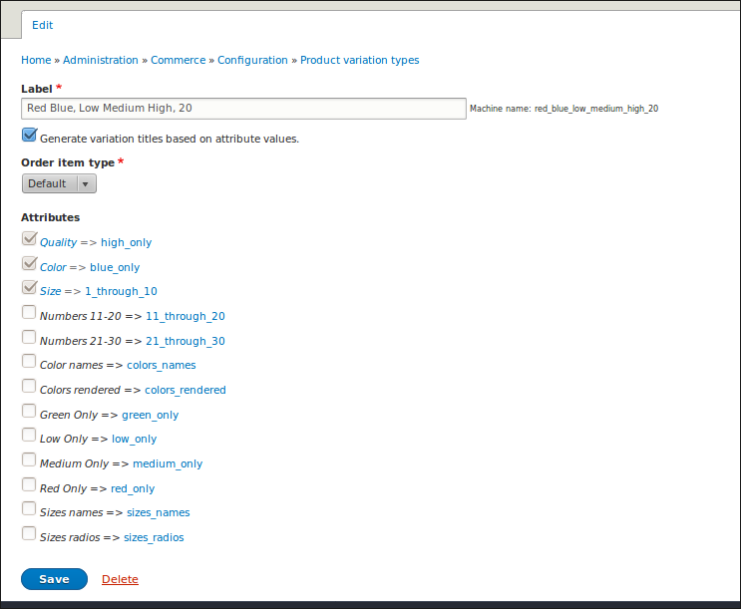 Edit
Home » Administration » Commerce » Configuration » Product variation types
Label *
Red Blue, Low Medium High, 20 Machine name: red_blue_low_medium_high_20
Generate variation titles based on attribute values.
Order item type *
Default
Attributes
Quality => high_only
Color => blue_only
Size => 1_through_10
Numbers 11-20 => 11_through_20
Numbers 21-30 => 21_through_30
Color names => colors_names
Colors rendered => colors_rendered
Green Only => green_only
Low Only => low_only
Medium Only => medium_only
Red Only => red_only
Sizes names => sizes_names
Sizes radios => sizes_radios
Save Delete